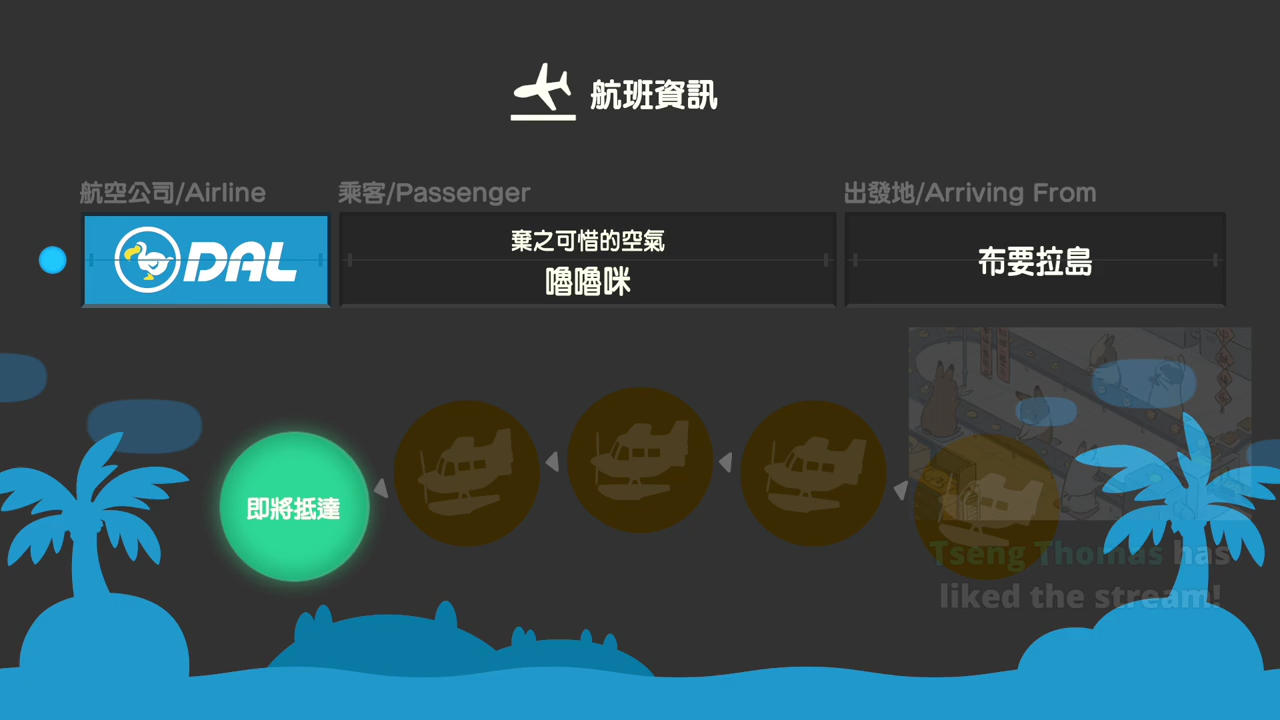 航班資訊
航空公司/Airline
乘客/Passenger
出發地/Arriving From
DAL
棄之可惜的空氣
嚕嚕咪
布要拉島
即將抵達
Tseng Thomas has
liked the stream!